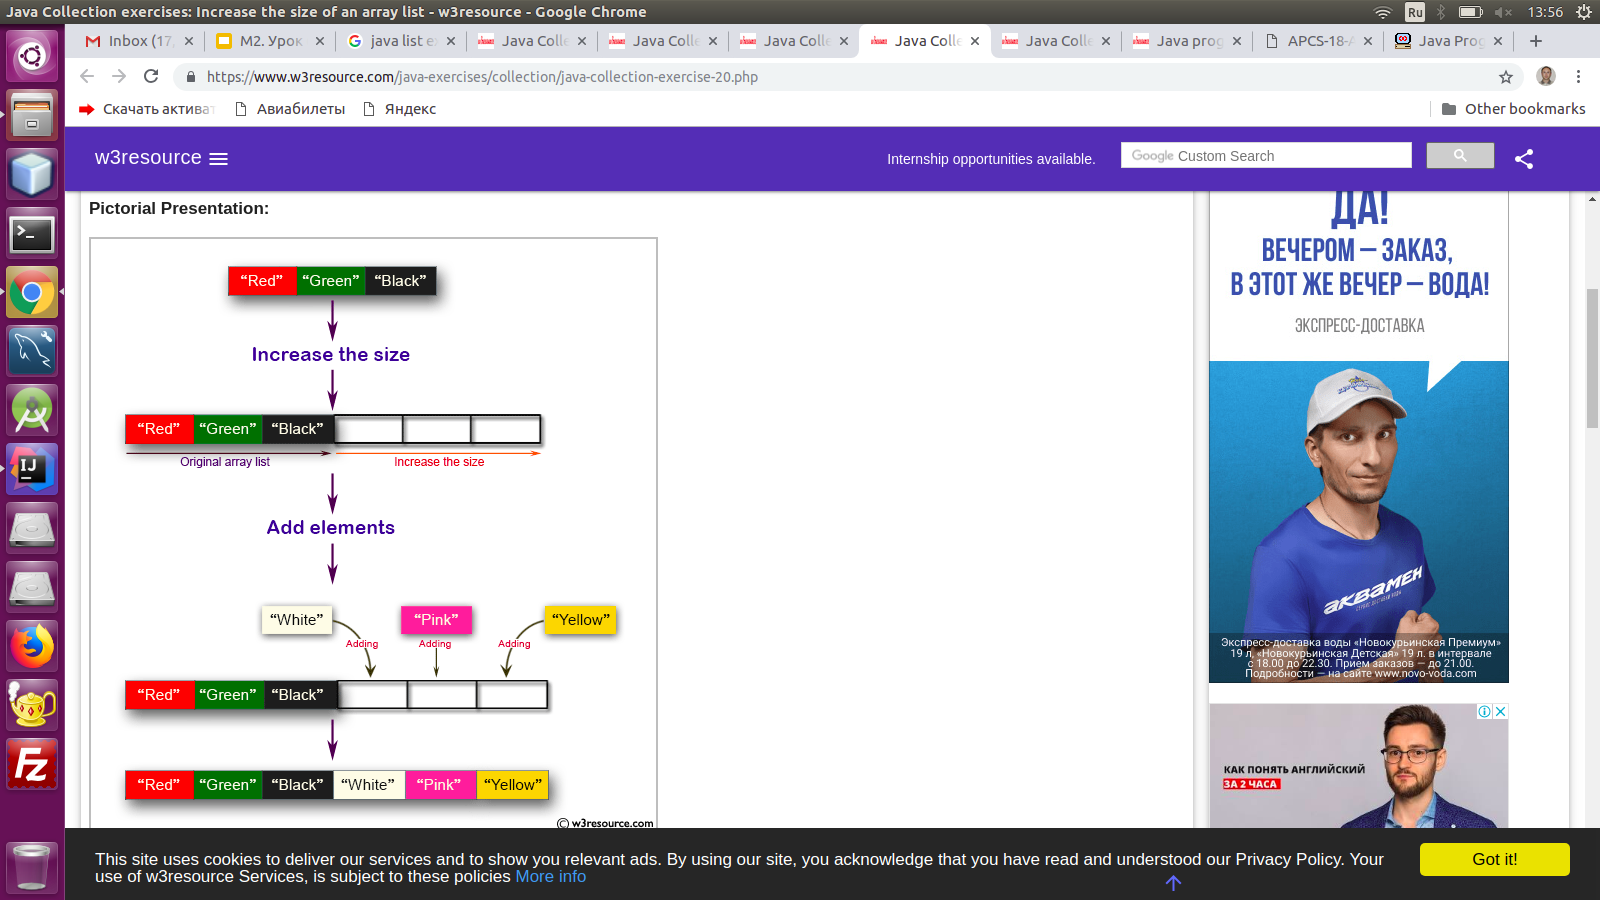 Java Collection exercises: Increase the size of an array list - w3resource - Google Chrome
Ru
13:56
Inbox (17,
M2. Урок
java list e
Java Colle
Java Colle
Java Colle
Java Colle
Java Colle
Java prog
APCS-18-
Java Prog
https://www.w3resource.com/java-exercises/collection/java-collection-exercise-20.php
Скачать активат
Авиабилеты
Яндекс
Other bookmarks
w3resource
Internship opportunities available.
Google Custom Search
Pictorial Presentation:
“Red” “Green” “Black”
Increase the size
“Red” “Green” “Black”
Original array list Increase the size
Add elements
“White” “Pink” “Yellow”
Adding Adding Adding
“Red” “Green” “Black”
“Red” “Green” “Black” “White” “Pink” “Yellow”
© w3resource.com
ДА!
ВЕЧЕРОМ – ЗАКАЗ,
В ЭТОТ ЖЕ ВЕЧЕР – ВОДА!
ЭКСПРЕСС-ДОСТАВКА
АКВАМЕН
Экспресс-доставка воды «Новокурьинская Премиум»
19 л, «Новокурьинская Детская» 19 л. в интервале
с 18.00 до 22.30. Прием заказов — до 21.00.
Подробности — на сайте www.novo-voda.com
КАК ПОНЯТЬ АНГЛИЙСКИЙ
ЗА 2 ЧАСА
This site uses cookies to deliver our services and to show you relevant ads. By using our site, you acknowledge that you have read and understood our Privacy Policy. Your
use of w3resource Services, is subject to these policies More info
Got it!
IJ
Fz